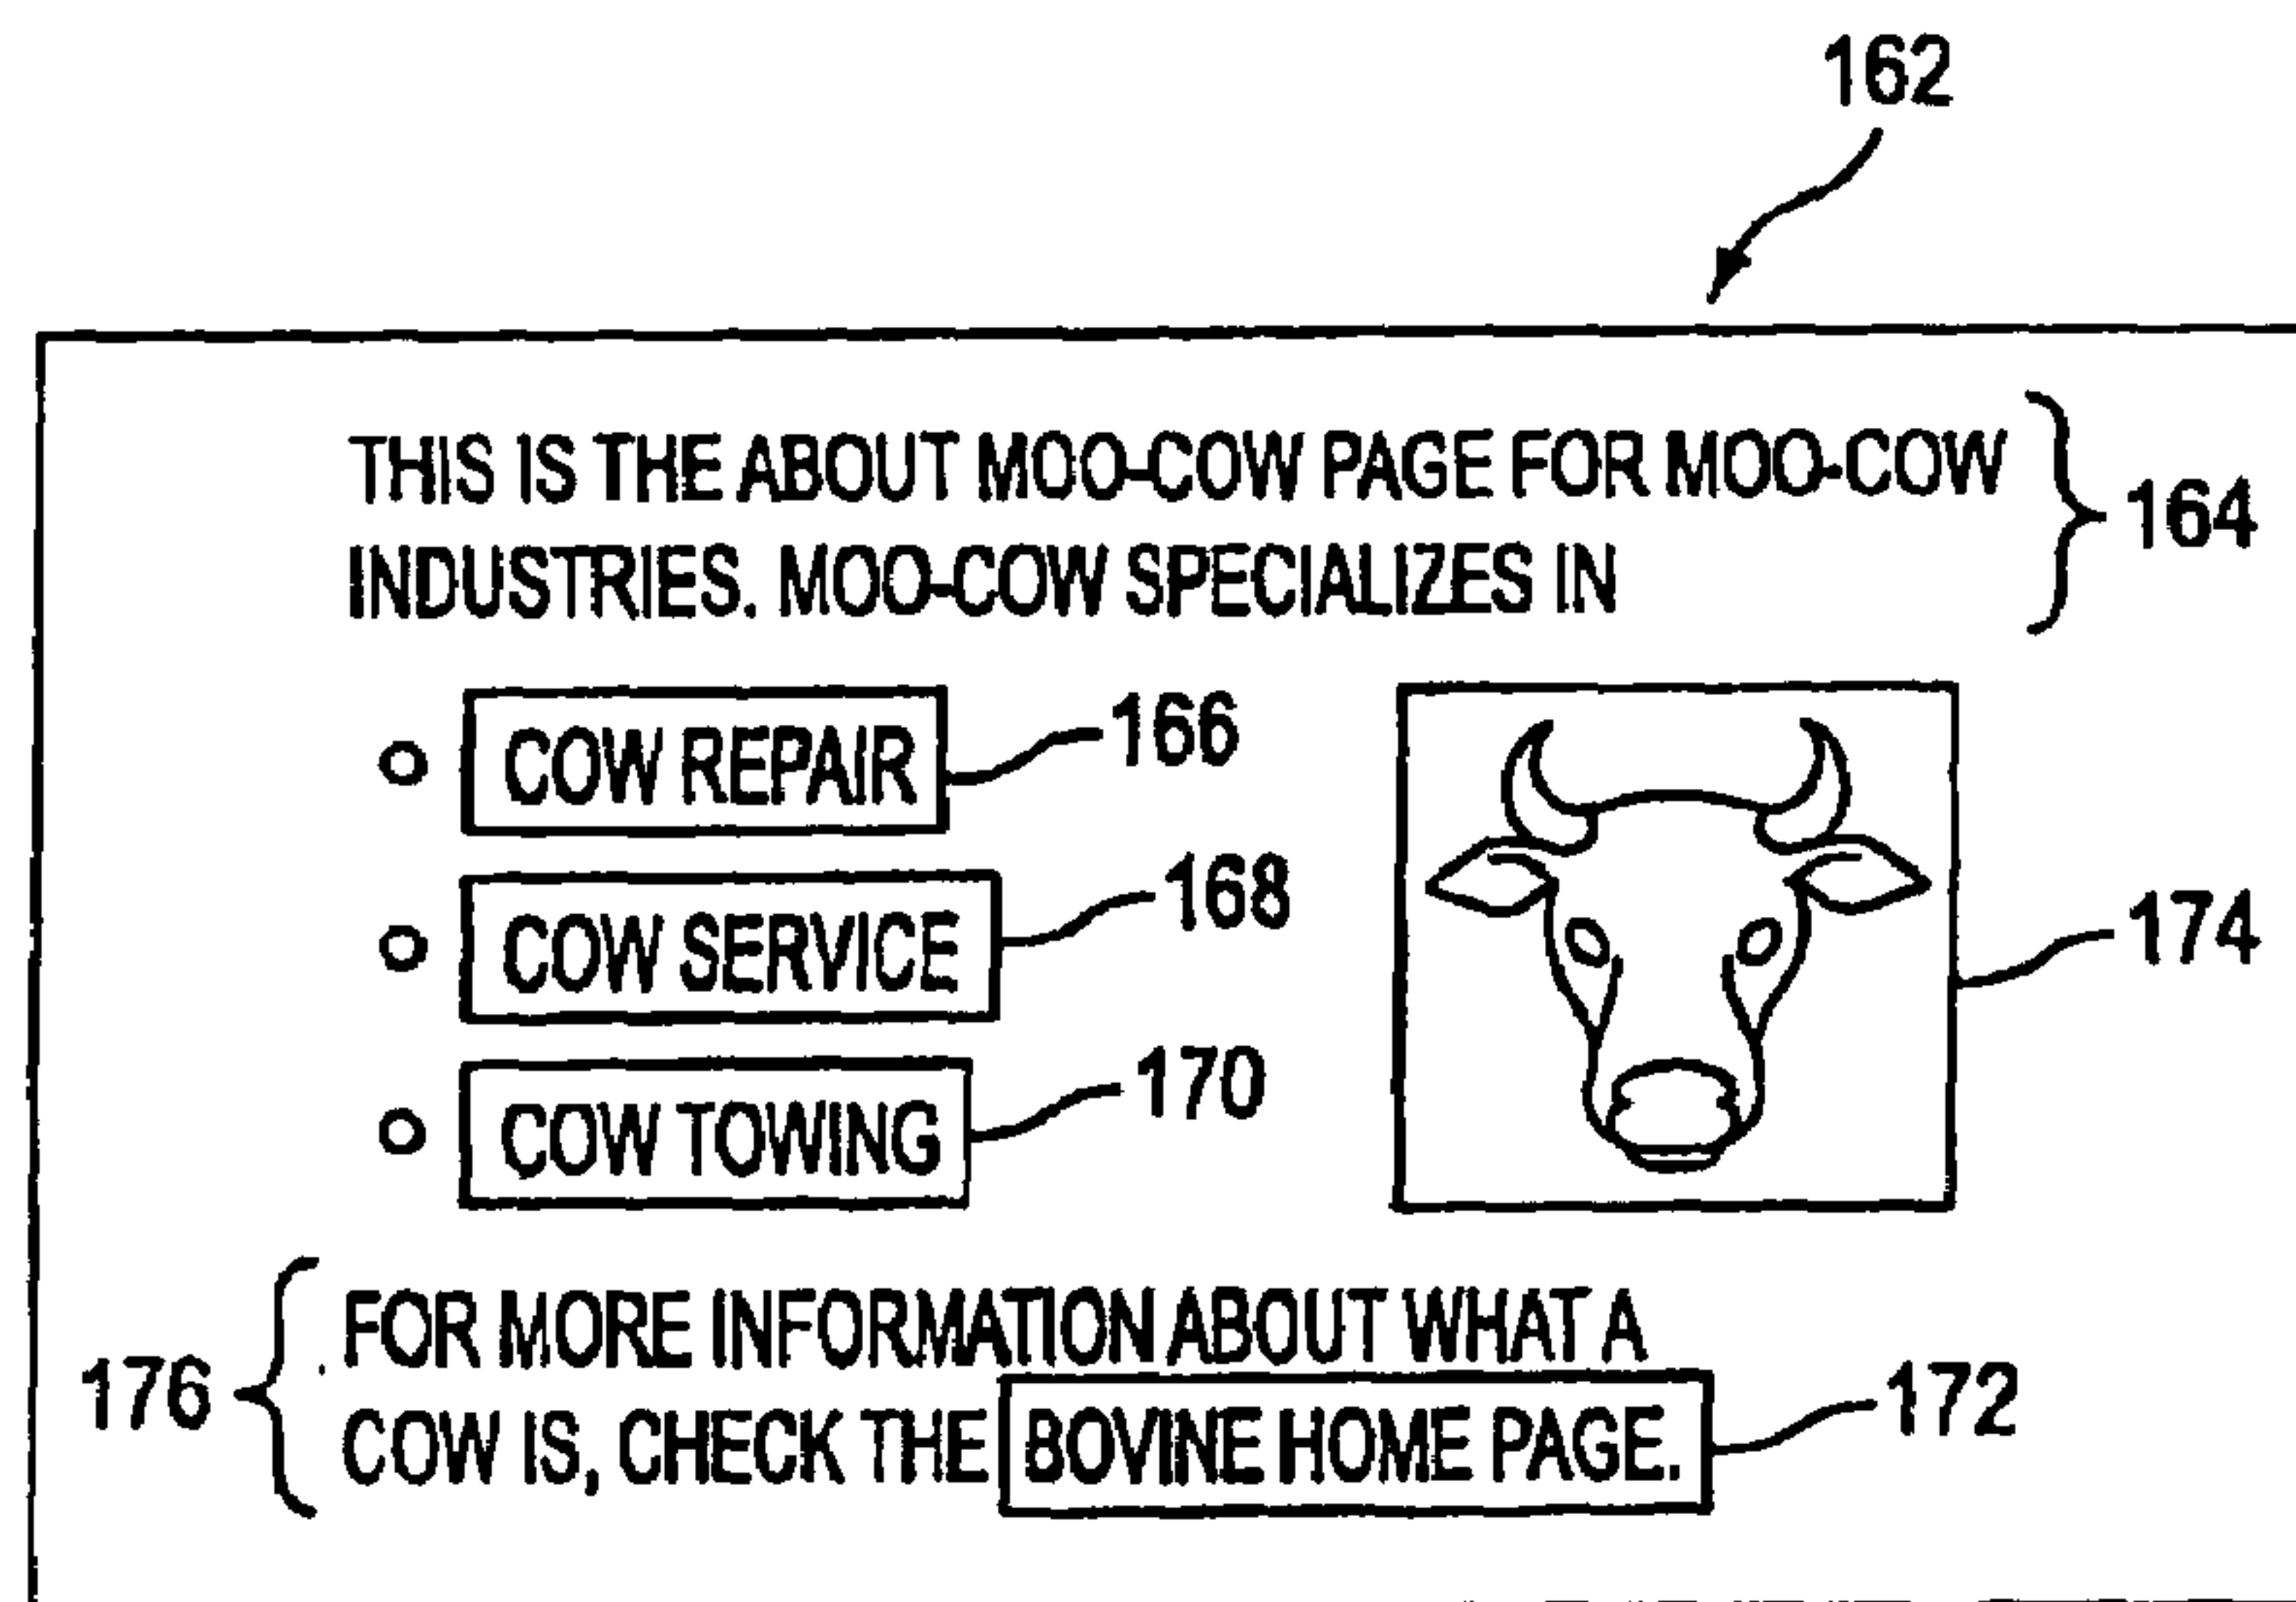 162
THIS IS THE ABOUT MOO-COW PAGE FOR MOO-COW
INDUSTRIES. MOO-COW SPECIALIZES IN
164
COW REPAIR
166
COW SERVICE
168
COW TOWING
170
174
FOR MORE INFORMATION ABOUT WHAT A
COW IS, CHECK THE BOVINE HOME PAGE.
176
172